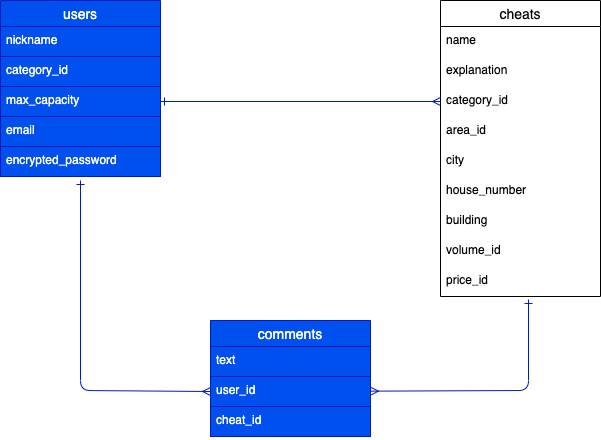 users
nickname
category_id
max_capacity
email
encrypted_password
cheats
name
explanation
category_id
area_id
city
house_number
building
volume_id
price_id
comments
text
user_id
cheat_id